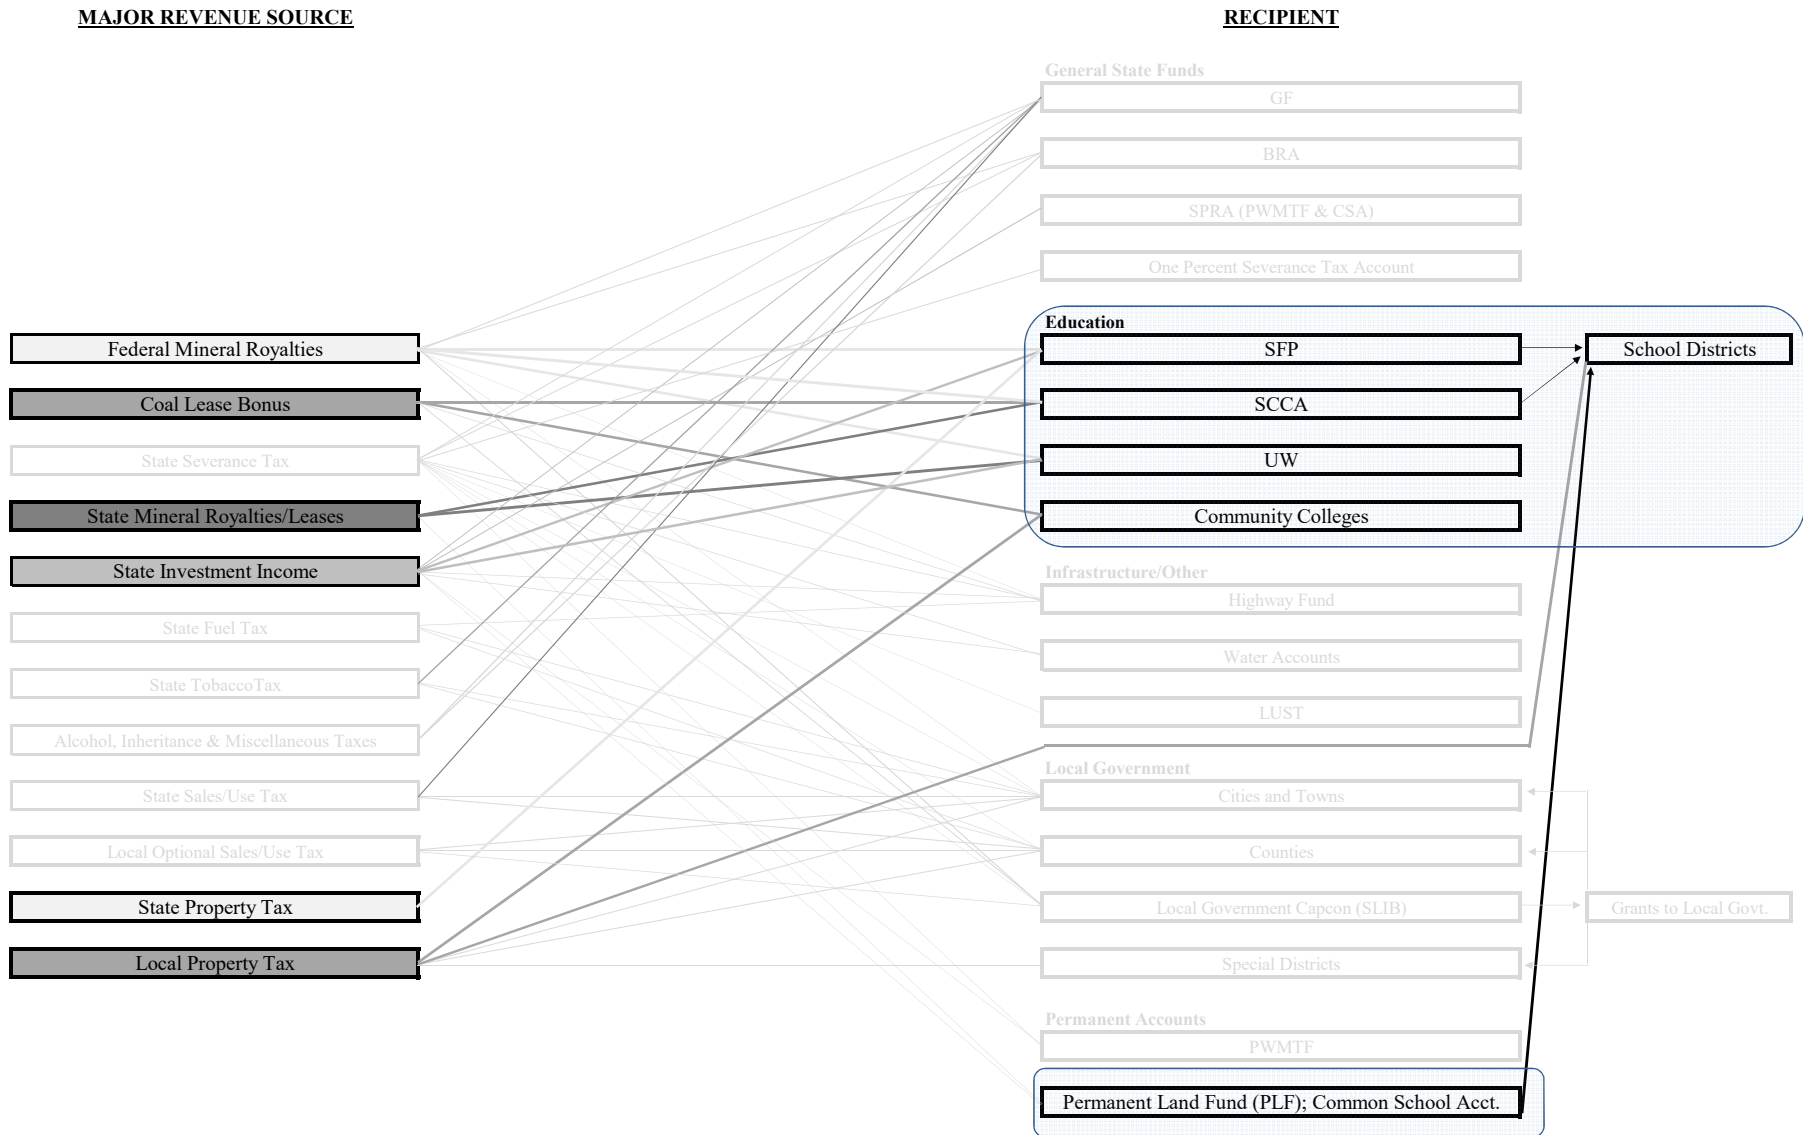 MAJOR REVENUE SOURCE
RECIPIENT
General State Funds
GF
BRA
SPRA (PWMTF & CSA)
One Percent Severance Tax Account
Education
Federal Mineral Royalties
SFP
School Districts
Coal Lease Bonus
SCCA
State Severance Tax
UW
State Mineral Royalties/Leases
Community Colleges
State Investment Income
Infrastructure/Other
Highway Fund
State Fuel Tax
Water Accounts
State TobaccoTax
LUST
Alcohol, Inheritance & Miscellaneous Taxes
Local Government
State Sales/Use Tax
Cities and Towns
Local Optional Sales/Use Tax
Counties
State Property Tax
Local Government Capcon (SLIB)
Grants to Local Govt.
Local Property Tax
Special Districts
Permanent Accounts
PWMTF
Permanent Land Fund (PLF); Common School Acct.